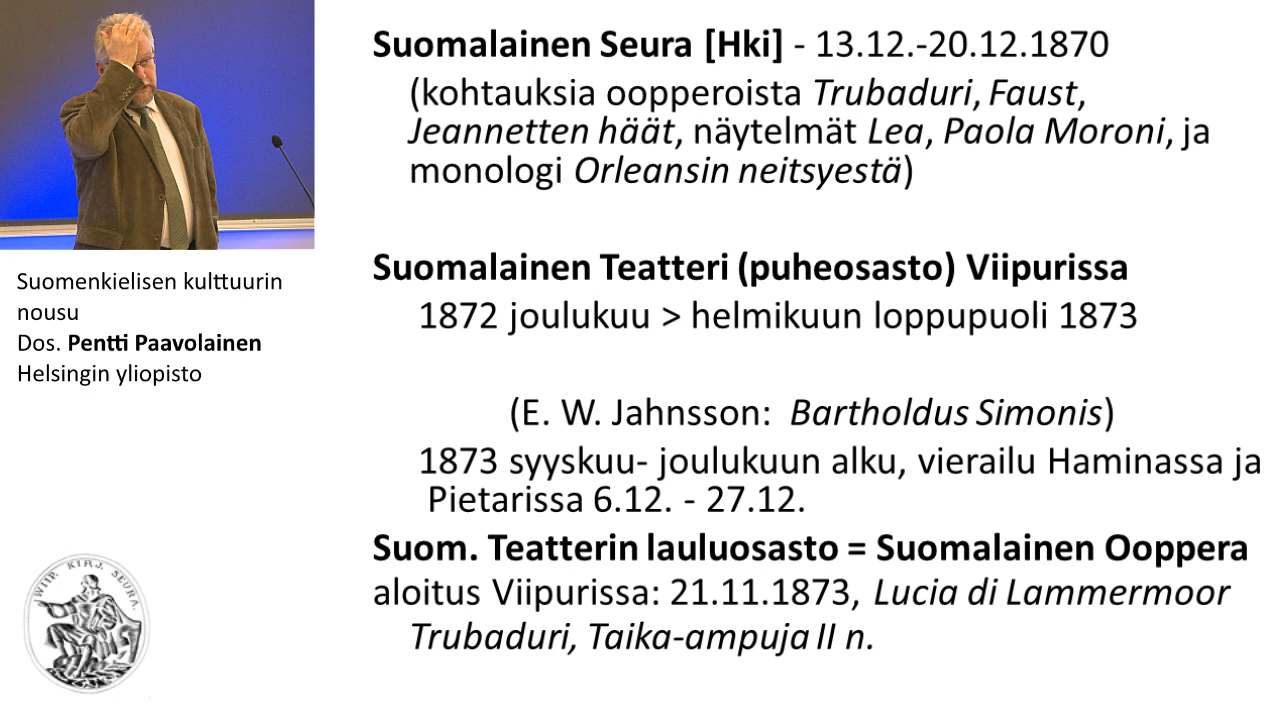 Suomalainen Seura [Hki] - 13.12.-20.12.1870
(kohtauksia oopperoista Trubaduri, Faust,
Jeannetten häät, näytelmät Lea, Paola Moroni, ja
monologi Orleansin neitsyestä)
Suomalainen Teatteri (puheosasto) Viipurissa
1872 joulukuu > helmikuun loppupuoli 1873
(E. W. Jahnsson: Bartholdus Simonis)
1873 syyskuu- joulukuun alku, vierailu Haminassa ja
Pietarissa 6.12. - 27.12.
Suom. Teatterin lauluosasto = Suomalainen Ooppera
aloitus Viipurissa: 21.11.1873, Lucia di Lammermoor
Trubaduri, Taika-ampuja II n.
Suomenkielisen kulttuurin
nousu
Dos. Pentti Paavolainen
Helsingin yliopisto
WIIP. KIRJ. SEURA.